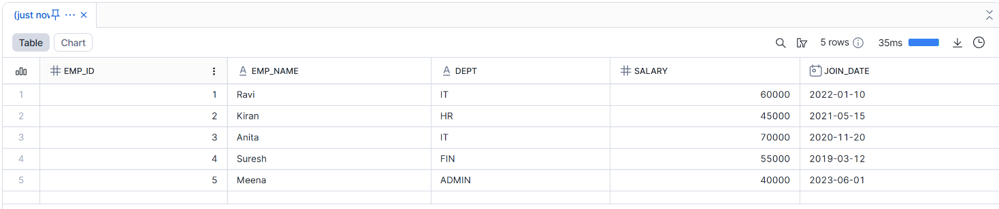 (just nov
Table Chart 5 rows 35ms
EMP_ID EMP_NAME DEPT SALARY JOIN_DATE
1 1 Ravi IT 60000 2022-01-10
2 2 Kiran HR 45000 2021-05-15
3 3 Anita IT 70000 2020-11-20
4 4 Suresh FIN 55000 2019-03-12
5 5 Meena ADMIN 40000 2023-06-01